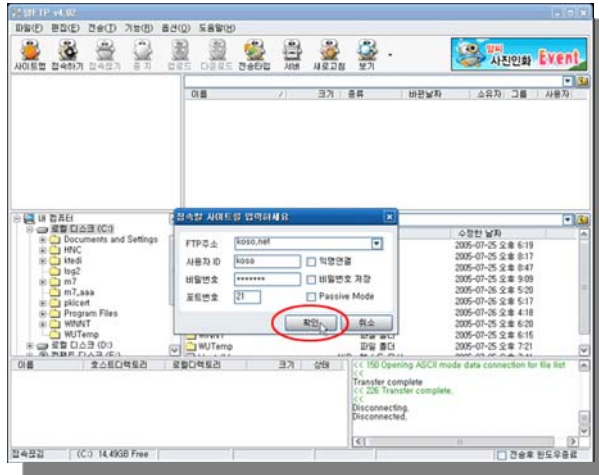 알FTP v4.02
파일(F) 편집(E) 전송(T) 기능(B) 옵션(O) 도움말(H)
사이트맵 접속하기 접속끊기 중 지 업로드 다운로드 전송타입 서버 새로고침 보기
알씨 사진인화 Event
이름 / 크기 종류 바뀐날짜 소유자 그룹 사용자
내 컴퓨터
로컬 디스크 (C:)
Documents and Settings
HNC
ktedi
log2
m7
m7_aaa
pkicert
Program Files
WINNT
WUTemp
로컬 디스크 (D:)
접속할 사이트를 입력하세요
FTP주소 koso.net
사용자 ID koso 익명연결
비밀번호 ******* 비밀번호 저장
포트번호 21 Passive Mode
확인 취소
수정한 날짜
2005-07-25 오후 6:19
2005-07-25 오후 8:17
2005-07-25 오후 8:47
2005-07-25 오후 9:09
2005-07-26 오후 5:20
2005-07-26 오후 5:17
2005-07-26 오후 4:18
2005-07-25 오후 6:20
2005-07-25 오후 6:15
WUTemp 파일 폴더 2005-07-25 오후 7:21
이름 호스트디렉토리 로컬디렉토리 크기 상태
<< 150 Opening ASCII mode data connection for file list
<<
Transfer complete
<< 226 Transfer complete.
<<
Disconnecting.
Disconnected.
접속끊김 (C:) 14,49GB Free 전송후 윈도우종료